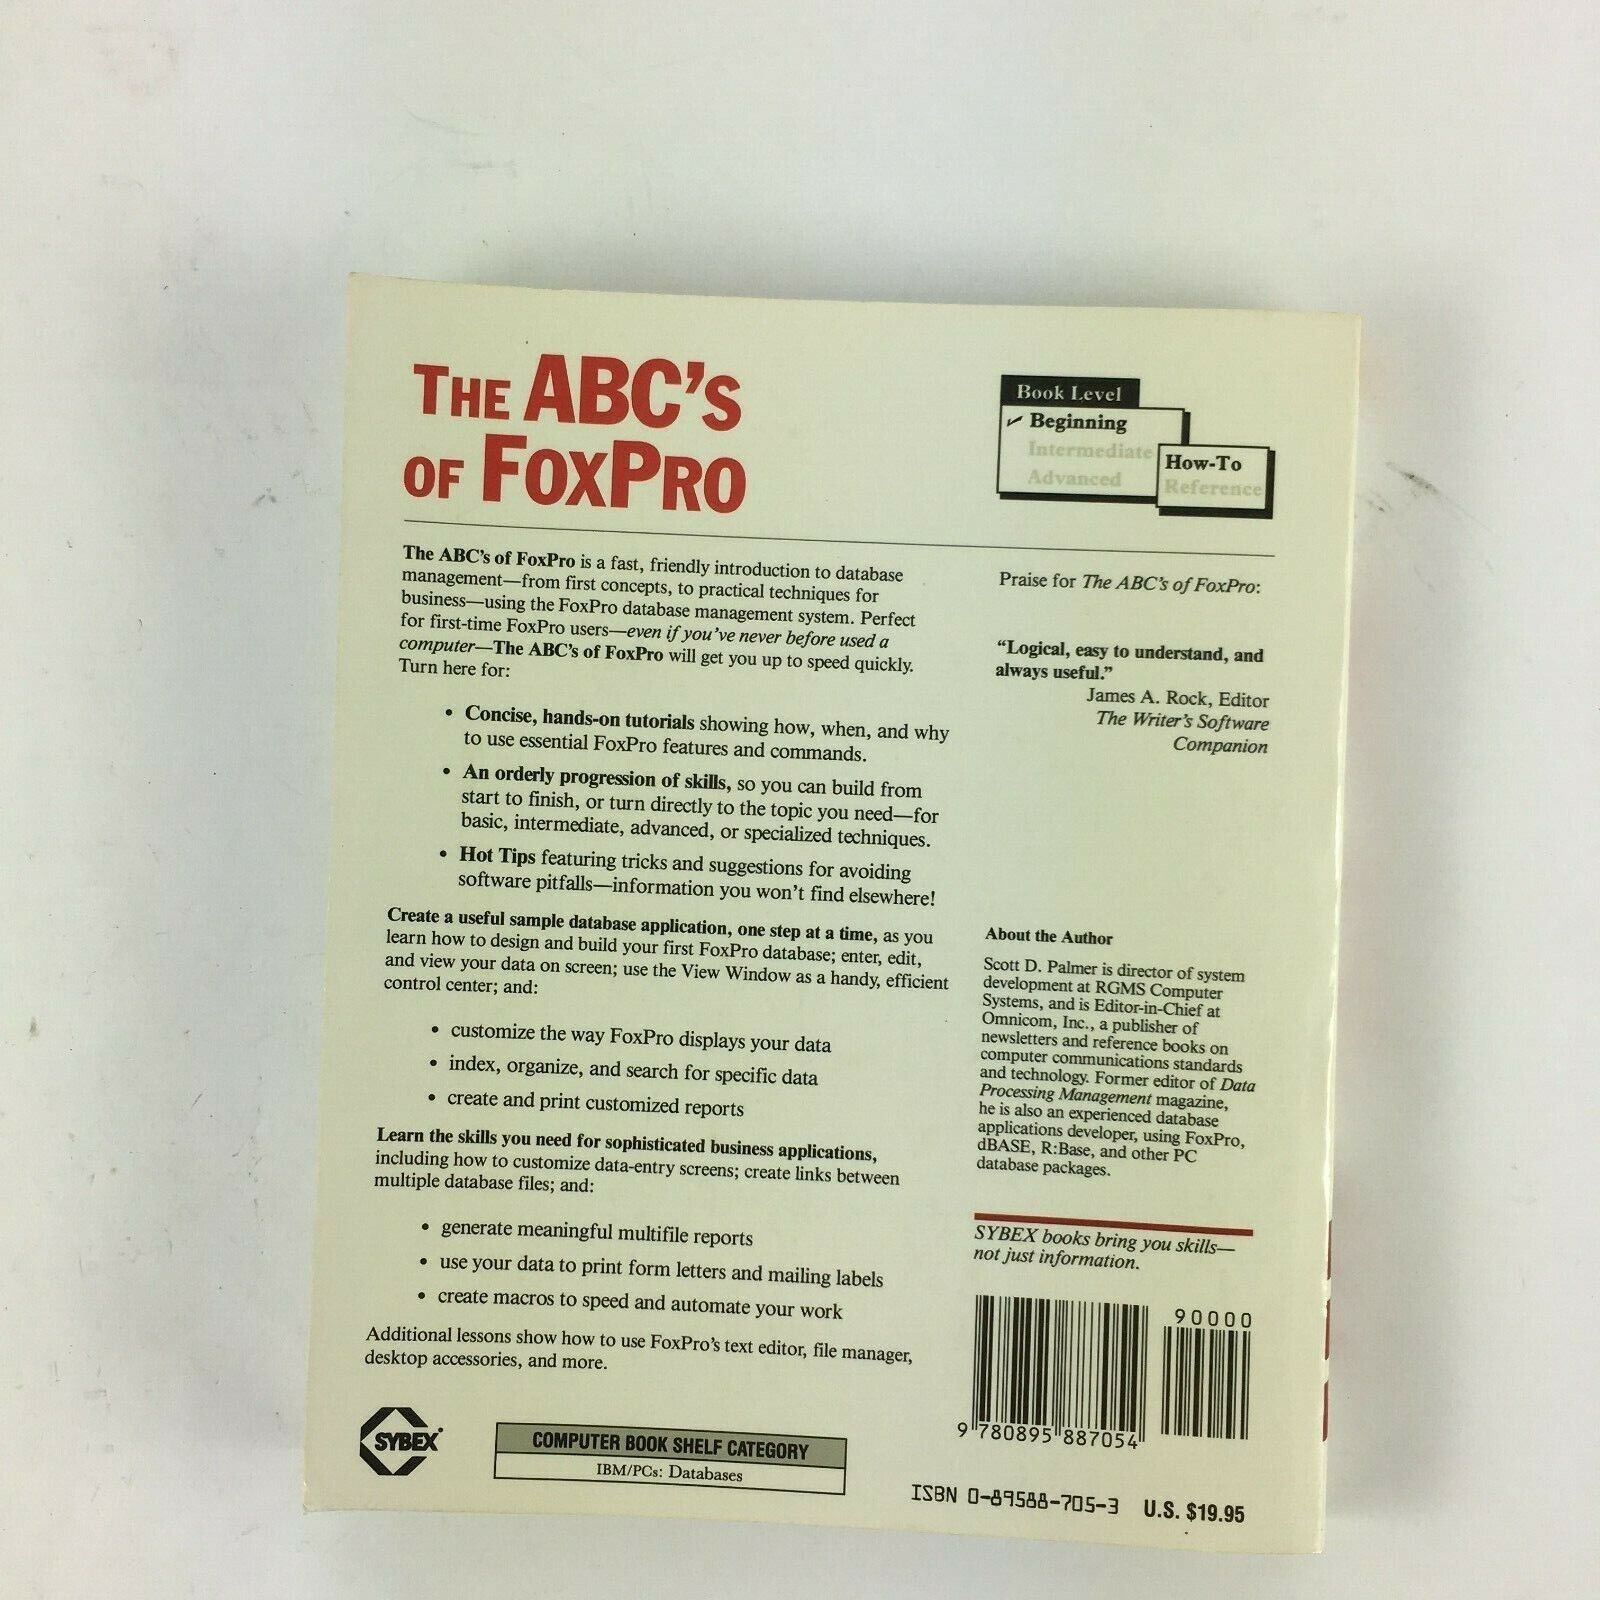 THE ABC'S
OF FOXPRO
Book Level
✓ Beginning
Intermediate
Advanced
How-To
Reference
The ABC's of FoxPro is a fast, friendly introduction to database
management—from first concepts, to practical techniques for
business—using the FoxPro database management system. Perfect
for first-time FoxPro users—even if you've never before used a
computer—The ABC's of FoxPro will get you up to speed quickly.
Turn here for:
• Concise, hands-on tutorials showing how, when, and why
to use essential FoxPro features and commands.
• An orderly progression of skills, so you can build from
start to finish, or turn directly to the topic you need—for
basic, intermediate, advanced, or specialized techniques.
• Hot Tips featuring tricks and suggestions for avoiding
software pitfalls—information you won't find elsewhere!
Create a useful sample database application, one step at a time, as you
learn how to design and build your first FoxPro database; enter, edit,
and view your data on screen; use the View Window as a handy, efficient
control center; and:
• customize the way FoxPro displays your data
• index, organize, and search for specific data
• create and print customized reports
Learn the skills you need for sophisticated business applications,
including how to customize data-entry screens; create links between
multiple database files; and:
• generate meaningful multifile reports
• use your data to print form letters and mailing labels
• create macros to speed and automate your work
Additional lessons show how to use FoxPro's text editor, file manager,
desktop accessories, and more.
Praise for The ABC's of FoxPro:
"Logical, easy to understand, and
always useful."
James A. Rock, Editor
The Writer's Software
Companion
About the Author
Scott D. Palmer is director of system
development at RGMS Computer
Systems, and is Editor-in-Chief at
Omnicom, Inc., a publisher of
newsletters and reference books on
computer communications standards
and technology. Former editor of Data
Processing Management magazine,
he is also an experienced database
applications developer, using FoxPro,
dBASE, R:Base, and other PC
database packages.
SYBEX books bring you skills—
not just information.
90000
9 780895 887054
SYBEX
COMPUTER BOOK SHELF CATEGORY
IBM/PCs: Databases
ISBN 0-89588-705-3 U.S. $19.95